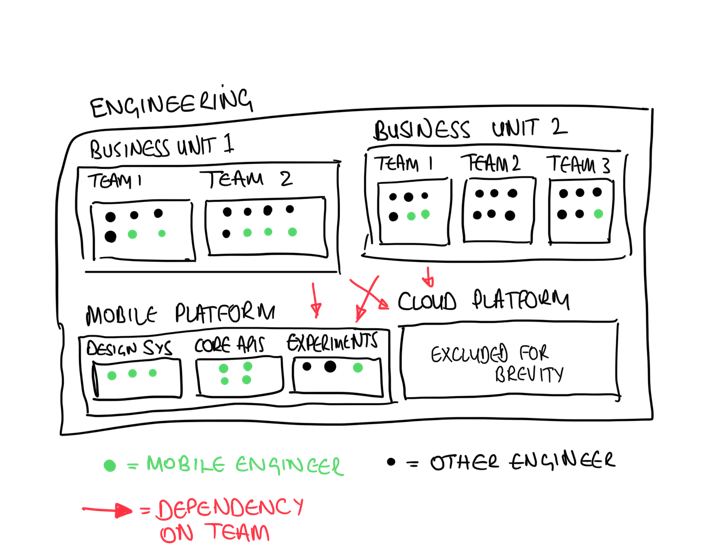 ENGINEERING
BUSINESS UNIT 1
TEAM 1
TEAM 2
BUSINESS UNIT 2
TEAM 1
TEAM 2
TEAM 3
MOBILE PLATFORM
DESIGN SYS
CORE APIS
EXPERIMENTS
CLOUD PLATFORM
EXCLUDED FOR
BREVITY
= MOBILE ENGINEER
= OTHER ENGINEER
= DEPENDENCY
ON TEAM